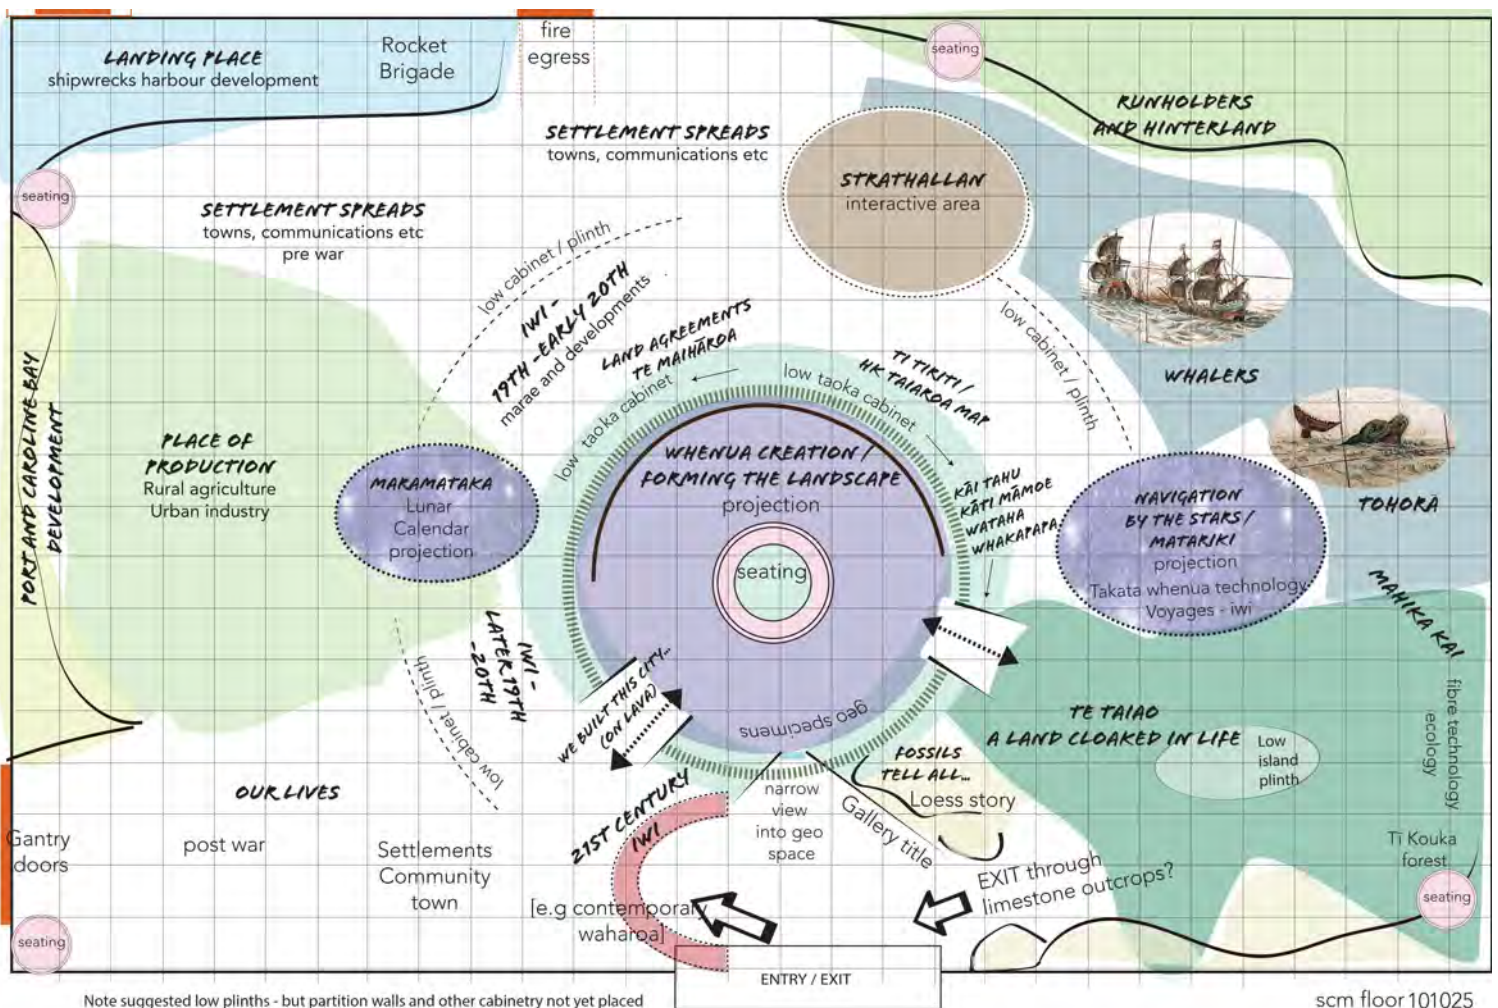 LANDING PLACE
shipwrecks harbour development
Rocket
Brigade
fire
egress
seating
RUNHOLDERS
AND HINTERLAND
SETTLEMENT SPREADS
towns, communications etc
STRATHALLAN
interactive area
seating
SETTLEMENT SPREADS
towns, communications etc
pre war
low cabinet / plinth
IWI -
19TH - EARLY 20TH
marae and developments
LAND AGREEMENTS
TE MAIHĀROA
low taoka cabinet
low taoka cabinet
TI TIRITI /
HK TAIAROA MAP
low cabinet / plinth
WHALERS
TOHORĀ
PORT AND CAROLINE BAY
DEVELOPMENT
PLACE OF
PRODUCTION
Rural agriculture
Urban industry
MARAMATAKA
Lunar
Calendar
projection
WHENUA CREATION /
FORMING THE LANDSCAPE
projection
seating
KĀI TAHU
KĀTI MĀMOE
WATAHA
WHAKAPAPA
NAVIGATION
BY THE STARS /
MATARIKI
projection
Takata whenua technology
Voyages - iwi
MAHIKA KAI
fibre technology
ecology
IWI -
LATER 19TH
-20TH
low cabinet / plinth
WE BUILT THIS CITY...
(ON LAVA)
geo specimens
TE TAIAO
A LAND CLOAKED IN LIFE
Low
island
plinth
FOSSILS
TELL ALL...
Loess story
OUR LIVES
21ST CENTURY
IWI
narrow
view
into geo
space
Gallery title
Gantry
doors
post war
Settlements
Community
town
[e.g contemporary
waharoa]
EXIT through
limestone outcrops?
Tī Kouka
forest
seating
seating
ENTRY / EXIT
Note suggested low plinths - but partition walls and other cabinetry not yet placed
scm floor 101025